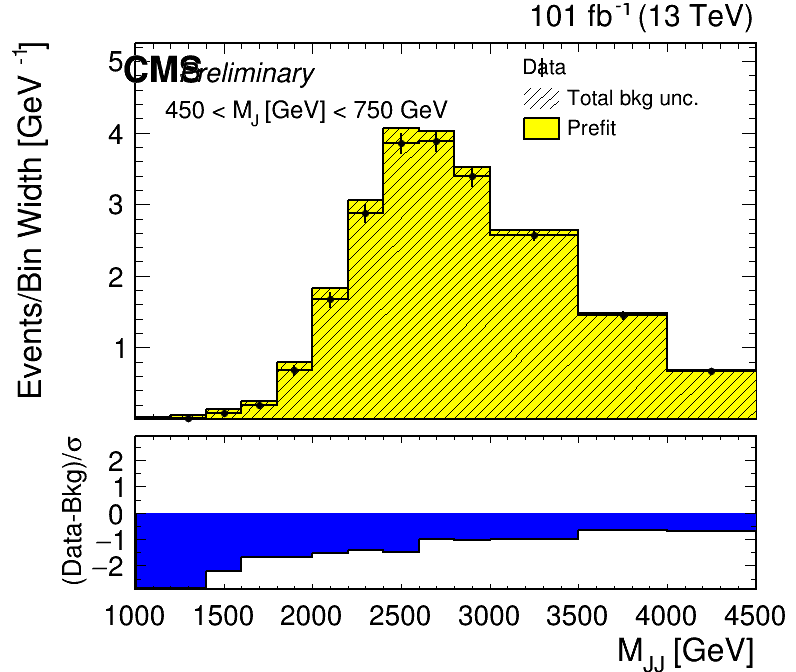 101 fb⁻¹ (13 TeV)
CMS Preliminary
450 < M_J [GeV] < 750 GeV
Data
Total bkg unc.
Prefit
Events/Bin Width [GeV⁻¹]
5
4
3
2
1
(Data-Bkg)/σ
2
1
0
−1
−2
1000 1500 2000 2500 3000 3500 4000 4500
M_JJ [GeV]